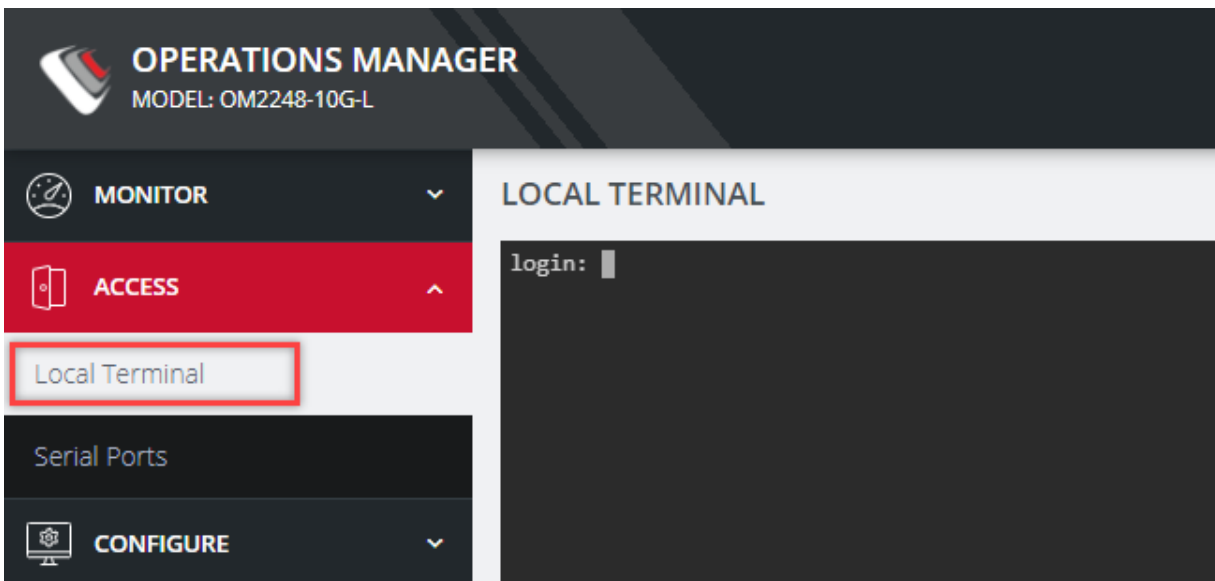 OPERATIONS MANAGER
MODEL: OM2248-10G-L
MONITOR
ACCESS
Local Terminal
Serial Ports
CONFIGURE
LOCAL TERMINAL
login: